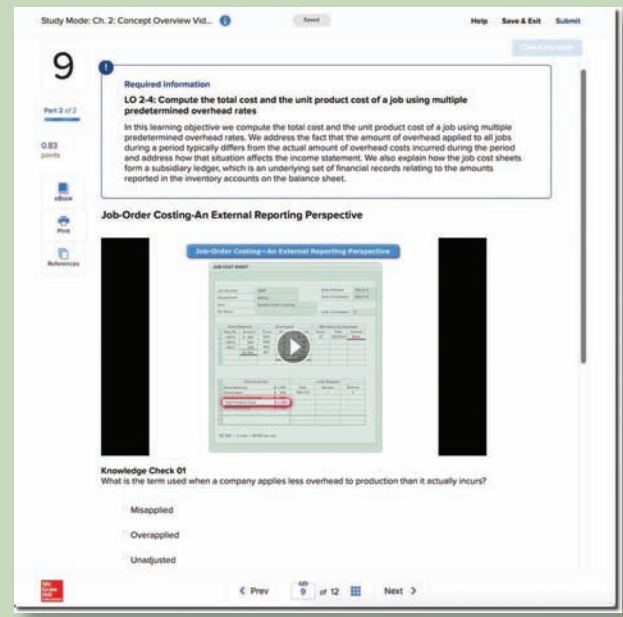 Study Mode: Ch. 2: Concept Overview Vid...
Saved
Help Save & Exit Submit
9
Required information
Part 2 of 2
LO 2-4: Compute the total cost and the unit product cost of a job using multiple
predetermined overhead rates
0.83
points
In this learning objective we compute the total cost and the unit product cost of a job using multiple
predetermined overhead rates. We address the fact that the amount of overhead applied to all jobs
during a period typically differs from the actual amount of overhead costs incurred during the period
and address how that situation affects the income statement. We also explain how the job cost sheets
form a subsidiary ledger, which is an underlying set of financial records relating to the amounts
reported in the inventory accounts on the balance sheet.
eBook
Print
References
Job-Order Costing-An External Reporting Perspective
Job-Order Costing—An External Reporting Perspective
JOB COST SHEET
Total Product Cost
Knowledge Check 01
What is the term used when a company applies less overhead to production than it actually incurs?
Misapplied
Overapplied
Unadjusted
Mc
Graw
Hill
Prev 9 of 12 Next